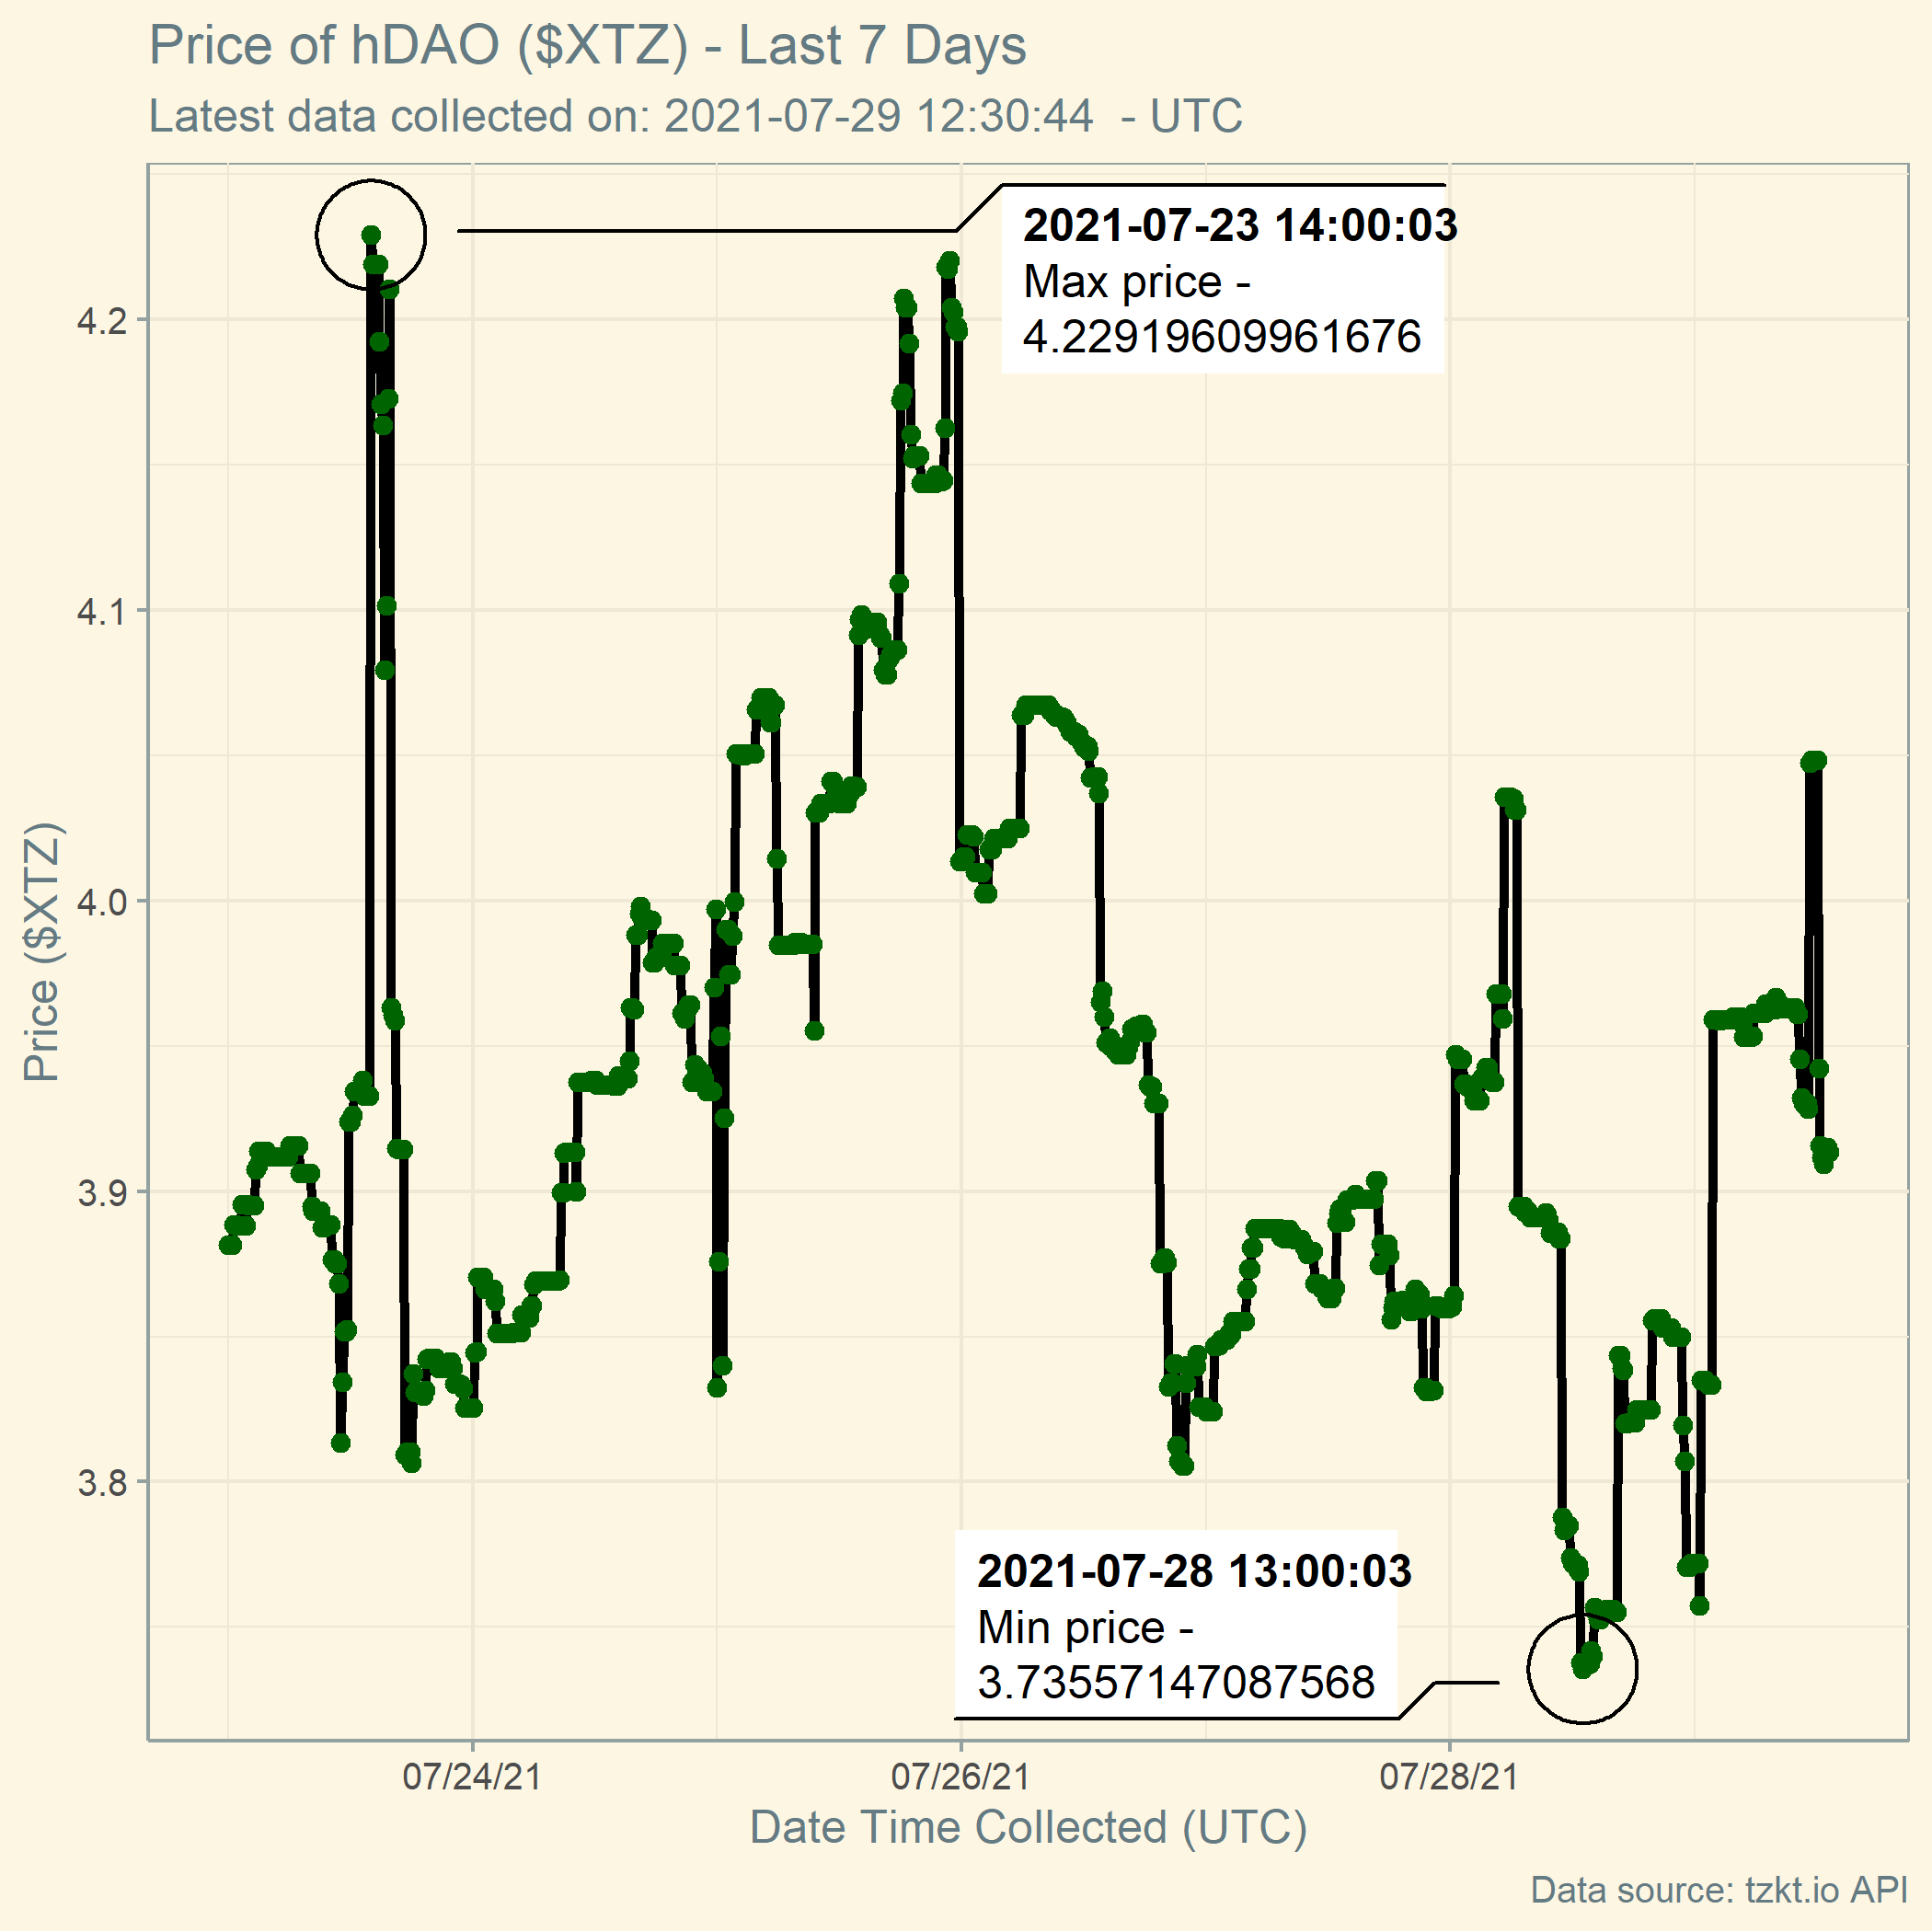 Price of hDAO ($XTZ) - Last 7 Days
Latest data collected on: 2021-07-29 12:30:44  - UTC
2021-07-23 14:00:03
Max price -
4.22919609961676
4.2
4.1
4.0
3.9
3.8
Price ($XTZ)
2021-07-28 13:00:03
Min price -
3.73557147087568
07/24/21
07/26/21
07/28/21
Date Time Collected (UTC)
Data source: tzkt.io API